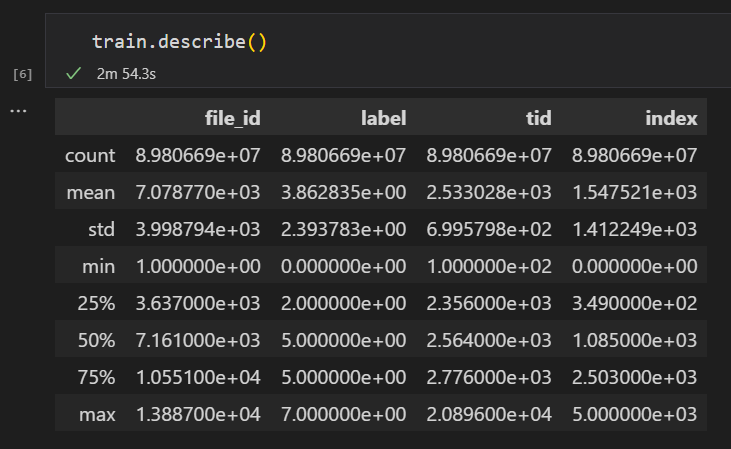 train.describe()
[6] 2m 54.3s
... file_id label tid index
count 8.980669e+07 8.980669e+07 8.980669e+07 8.980669e+07
mean 7.078770e+03 3.862835e+00 2.533028e+03 1.547521e+03
std 3.998794e+03 2.393783e+00 6.995798e+02 1.412249e+03
min 1.000000e+00 0.000000e+00 1.000000e+02 0.000000e+00
25% 3.637000e+03 2.000000e+00 2.356000e+03 3.490000e+02
50% 7.161000e+03 5.000000e+00 2.564000e+03 1.085000e+03
75% 1.055100e+04 5.000000e+00 2.776000e+03 2.503000e+03
max 1.388700e+04 7.000000e+00 2.089600e+04 5.000000e+03